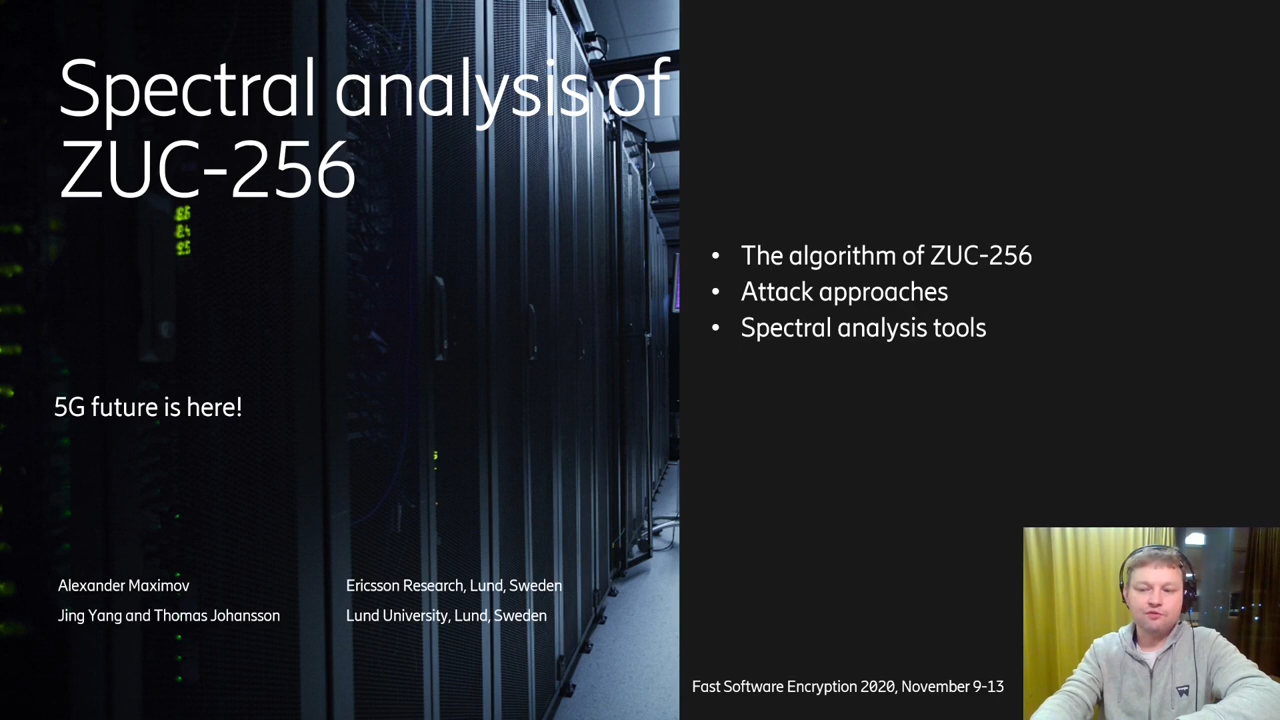 Spectral analysis of
ZUC-256
5G future is here!
Alexander Maximov
Ericsson Research, Lund, Sweden
Jing Yang and Thomas Johansson
Lund University, Lund, Sweden
• The algorithm of ZUC-256
• Attack approaches
• Spectral analysis tools
Fast Software Encryption 2020, November 9-13